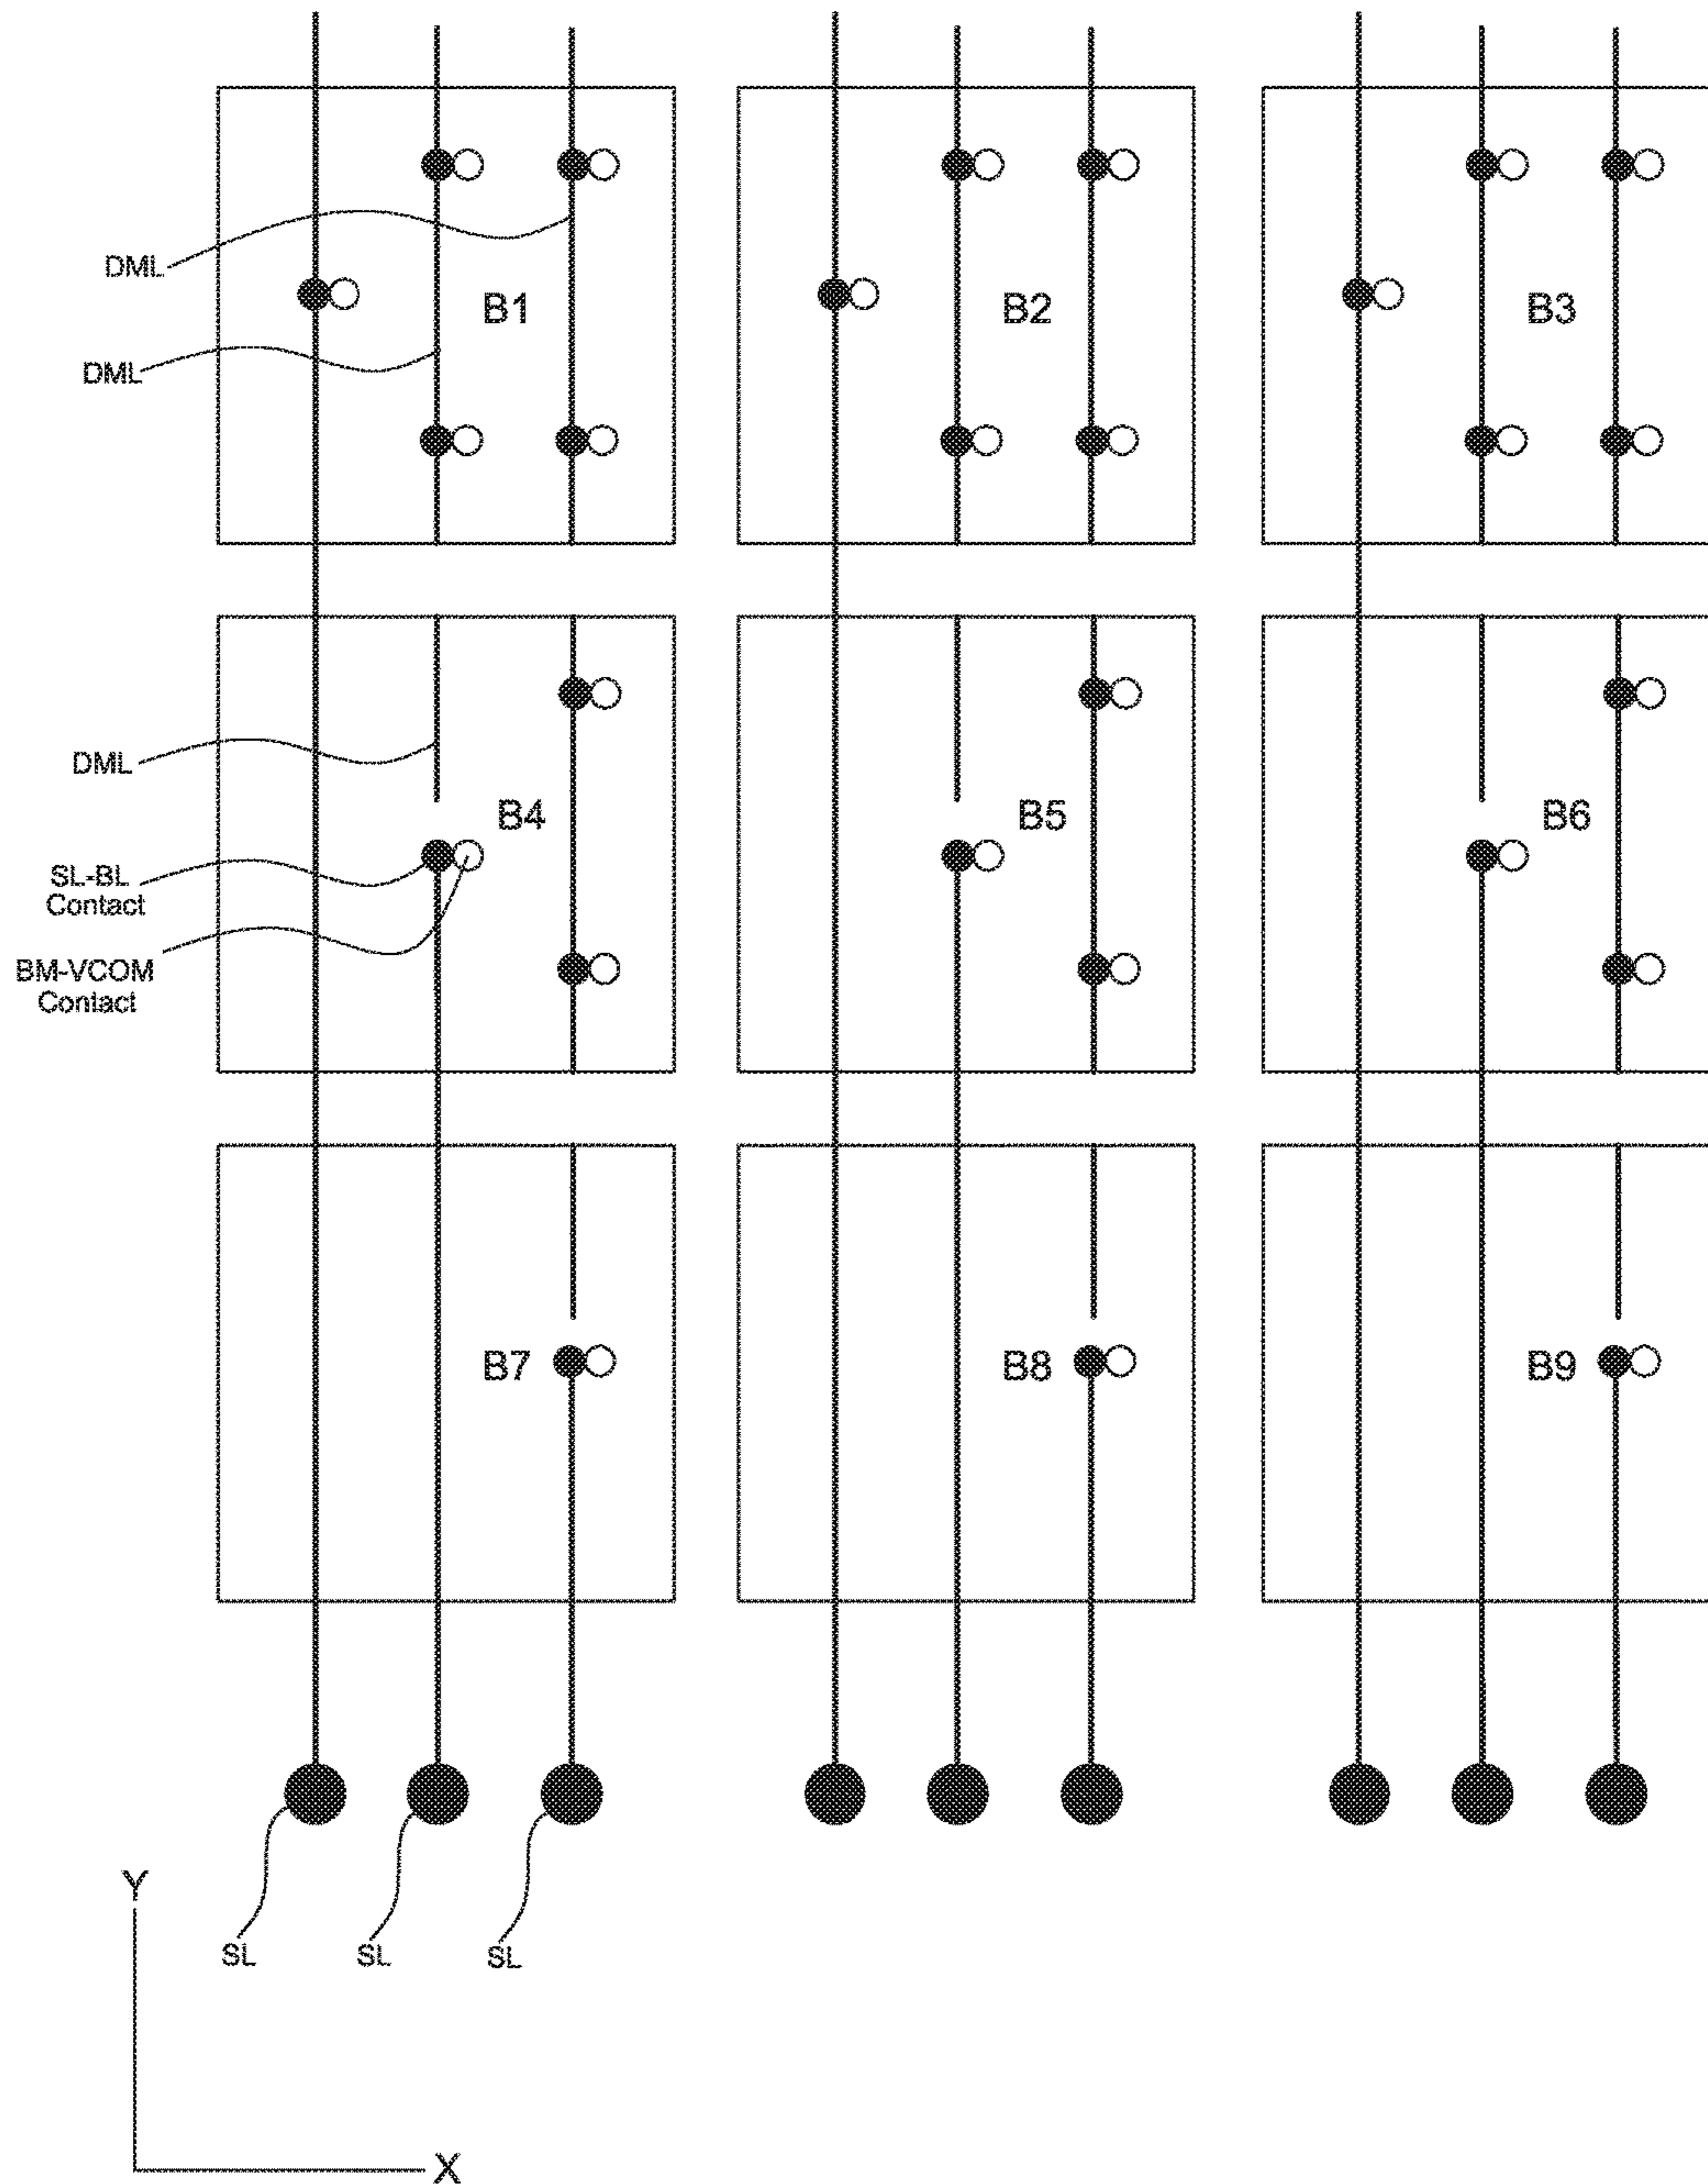 DML
B1
B2
B3
DML
DML
B4
B5
B6
SL-BL
Contact
BM-VCOM
Contact
B7
B8
B9
Y
SL
SL
SL
X